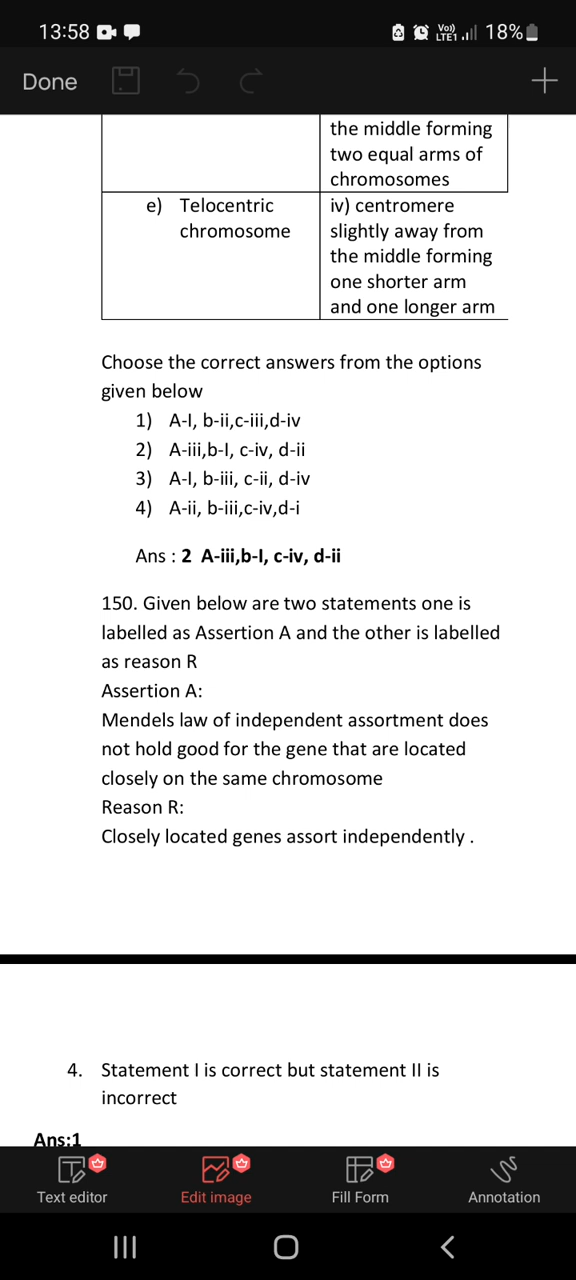 13:58
Vo)) LTE1 18%
Done
the middle forming
two equal arms of
chromosomes
e) Telocentric
chromosome
iv) centromere
slightly away from
the middle forming
one shorter arm
and one longer arm
Choose the correct answers from the options
given below
1) A-I, b-ii,c-iii,d-iv
2) A-iii,b-I, c-iv, d-ii
3) A-I, b-iii, c-ii, d-iv
4) A-ii, b-iii,c-iv,d-i
Ans : 2 A-iii,b-I, c-iv, d-ii
150. Given below are two statements one is
labelled as Assertion A and the other is labelled
as reason R
Assertion A:
Mendels law of independent assortment does
not hold good for the gene that are located
closely on the same chromosome
Reason R:
Closely located genes assort independently .
4. Statement I is correct but statement II is
incorrect
Ans:1
Text editor
Edit image
Fill Form
Annotation